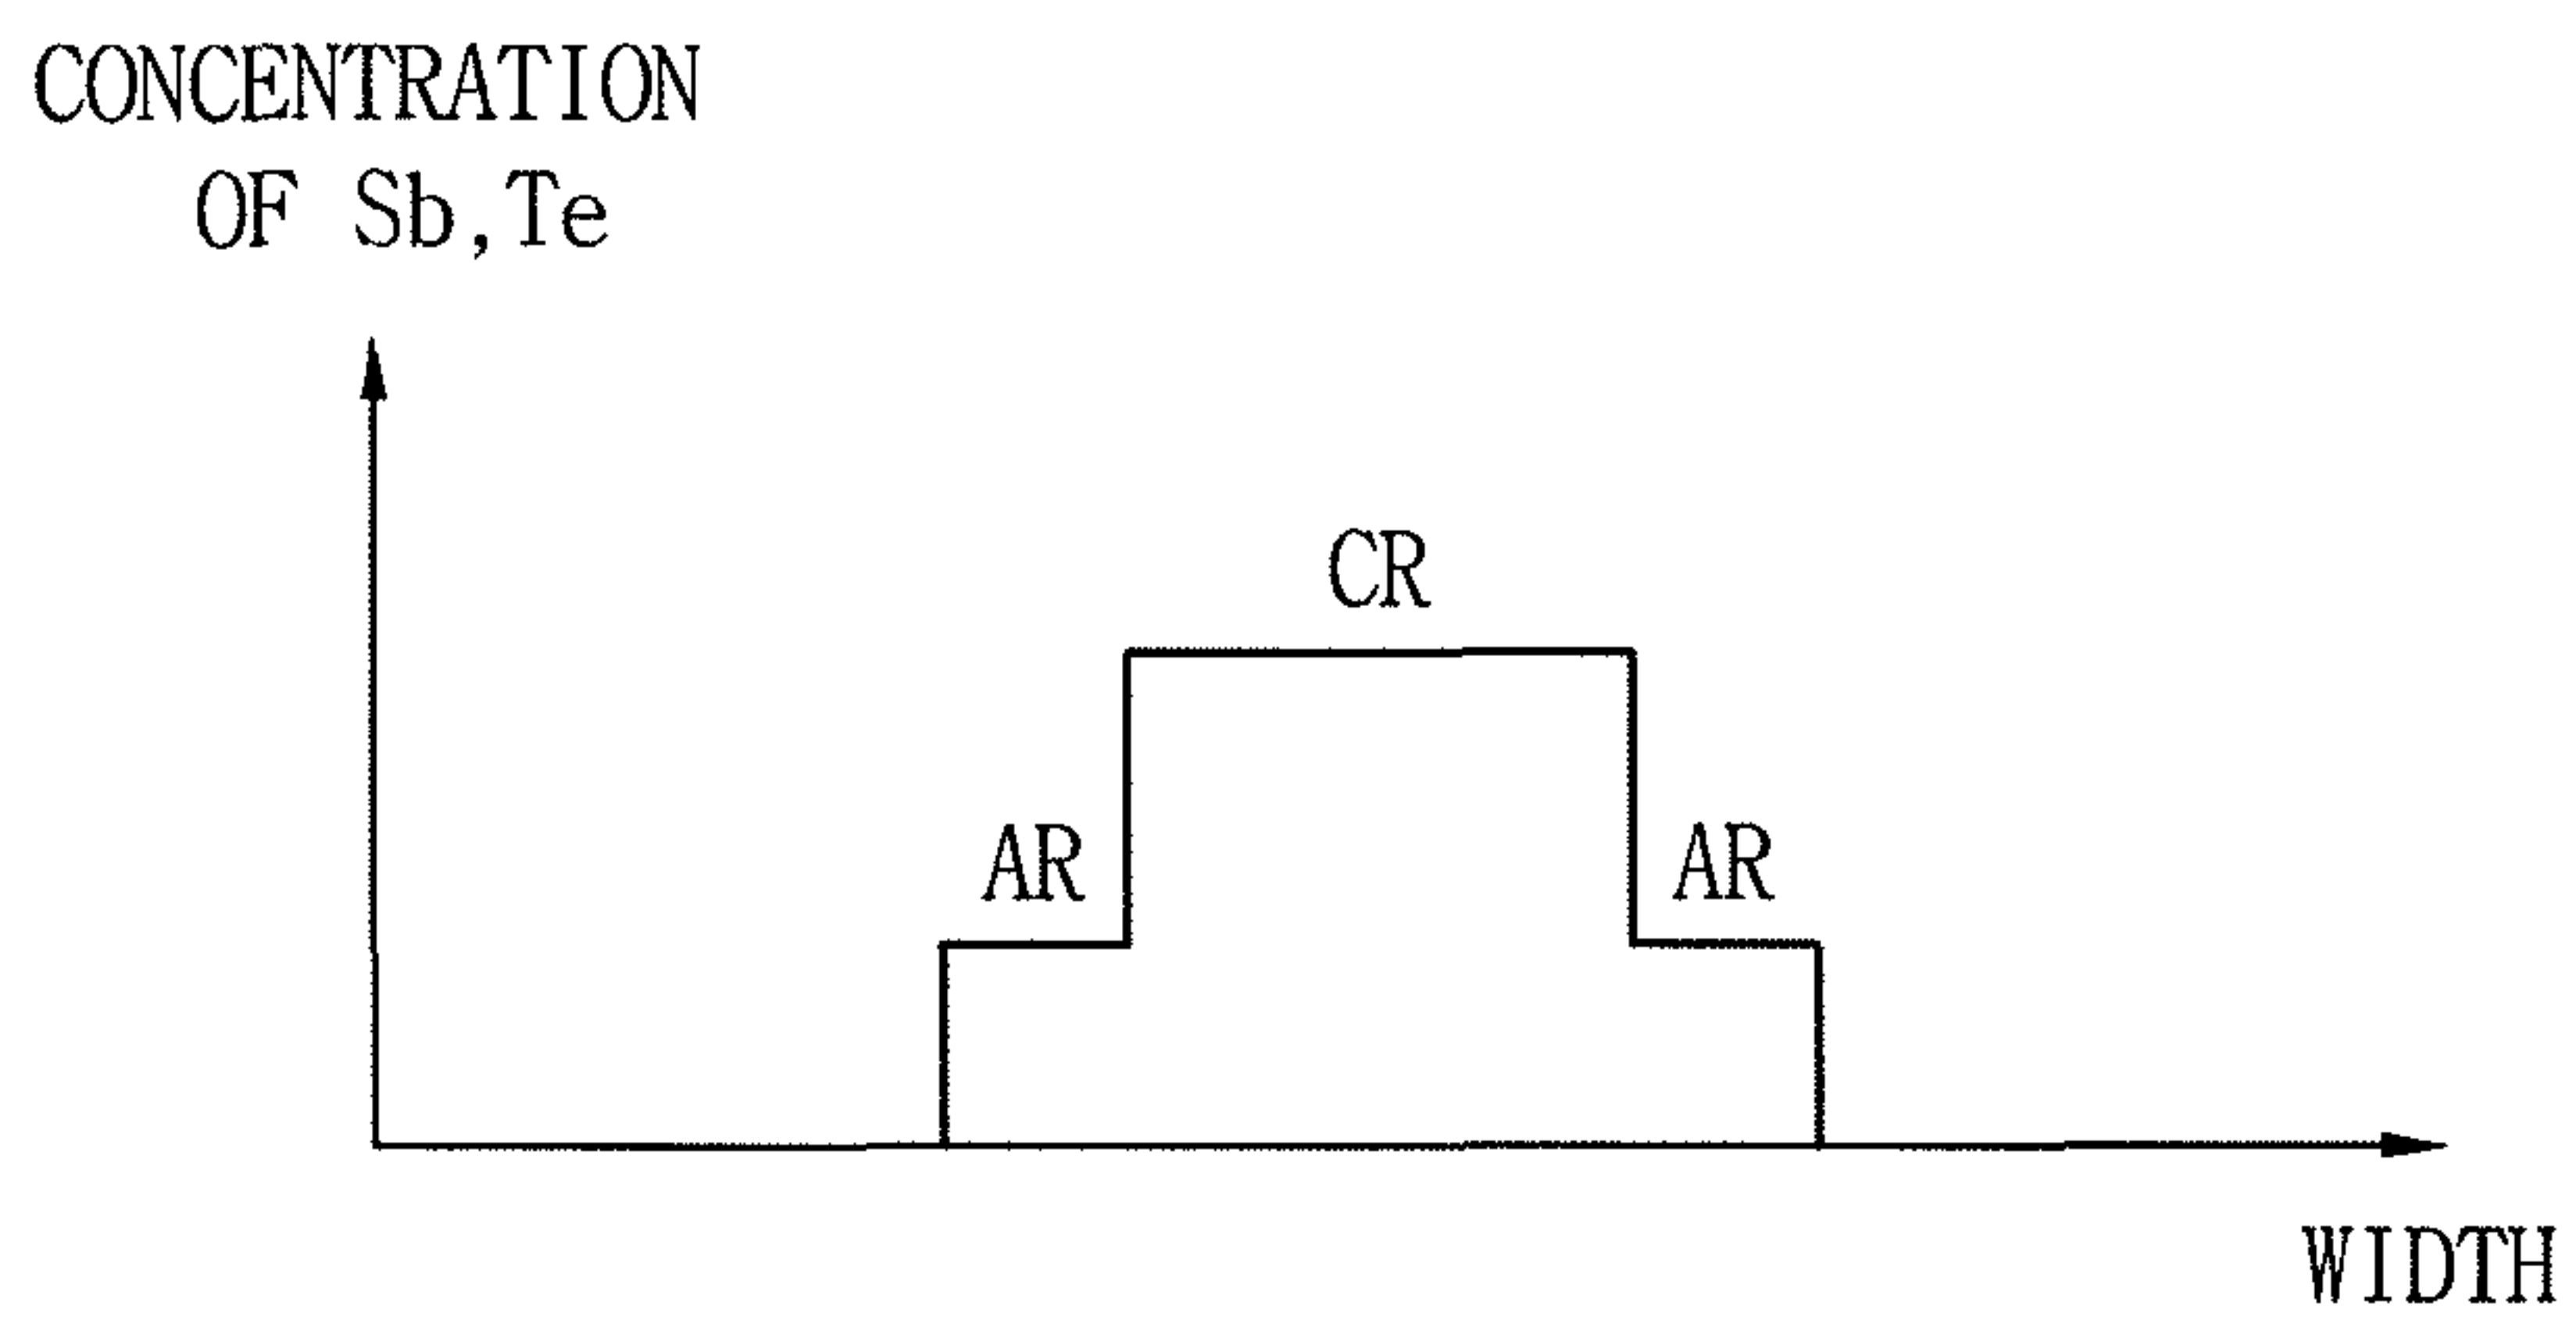 CONCENTRATION
OF Sb,Te
CR
AR
AR
WIDTH